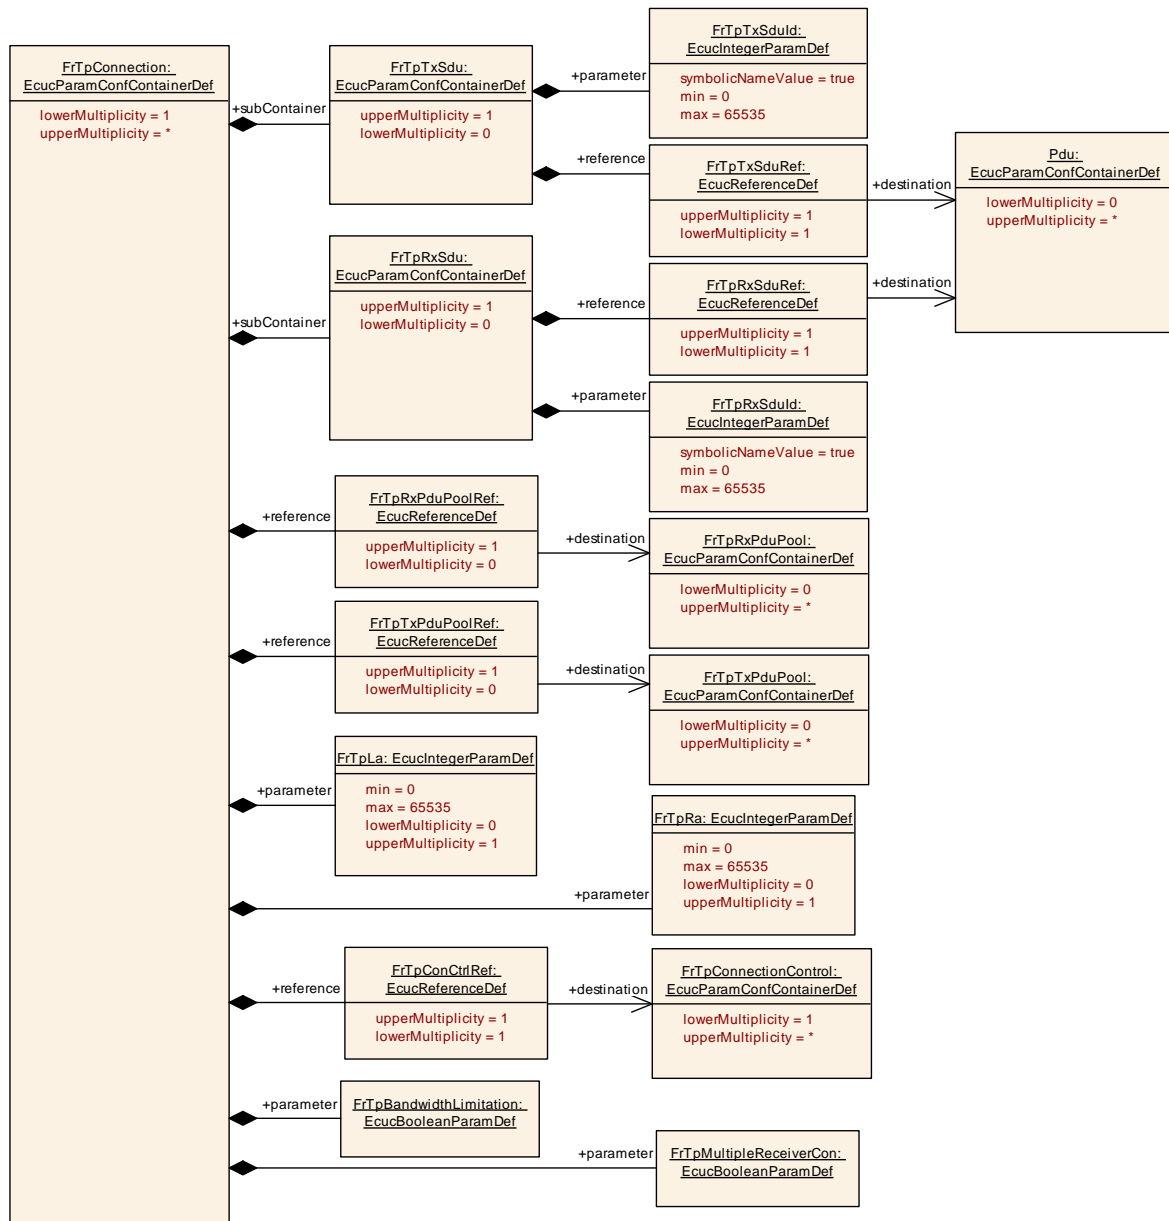 FrTpConnection:
EcucParamConfContainerDef
lowerMultiplicity = 1
upperMultiplicity = *
+subContainer
FrTpTxSdu:
EcucParamConfContainerDef
upperMultiplicity = 1
lowerMultiplicity = 0
+parameter
FrTpTxSduId:
EcucIntegerParamDef
symbolicNameValue = true
min = 0
max = 65535
+reference
FrTpTxSduRef:
EcucReferenceDef
upperMultiplicity = 1
lowerMultiplicity = 1
+destination
Pdu:
EcucParamConfContainerDef
lowerMultiplicity = 0
upperMultiplicity = *
+subContainer
FrTpRxSdu:
EcucParamConfContainerDef
upperMultiplicity = 1
lowerMultiplicity = 0
+reference
FrTpRxSduRef:
EcucReferenceDef
upperMultiplicity = 1
lowerMultiplicity = 1
+destination
+parameter
FrTpRxSduId:
EcucIntegerParamDef
symbolicNameValue = true
min = 0
max = 65535
+reference
FrTpRxPduPoolRef:
EcucReferenceDef
upperMultiplicity = 1
lowerMultiplicity = 0
+destination
FrTpRxPduPool:
EcucParamConfContainerDef
lowerMultiplicity = 0
upperMultiplicity = *
+reference
FrTpTxPduPoolRef:
EcucReferenceDef
upperMultiplicity = 1
lowerMultiplicity = 0
+destination
FrTpTxPduPool:
EcucParamConfContainerDef
lowerMultiplicity = 0
upperMultiplicity = *
+parameter
FrTpLa: EcucIntegerParamDef
min = 0
max = 65535
lowerMultiplicity = 0
upperMultiplicity = 1
+parameter
FrTpRa: EcucIntegerParamDef
min = 0
max = 65535
lowerMultiplicity = 0
upperMultiplicity = 1
+reference
FrTpConCtrlRef:
EcucReferenceDef
upperMultiplicity = 1
lowerMultiplicity = 1
+destination
FrTpConnectionControl:
EcucParamConfContainerDef
lowerMultiplicity = 1
upperMultiplicity = *
+parameter
FrTpBandwidthLimitation:
EcucBooleanParamDef
+parameter
FrTpMultipleReceiverCon:
EcucBooleanParamDef